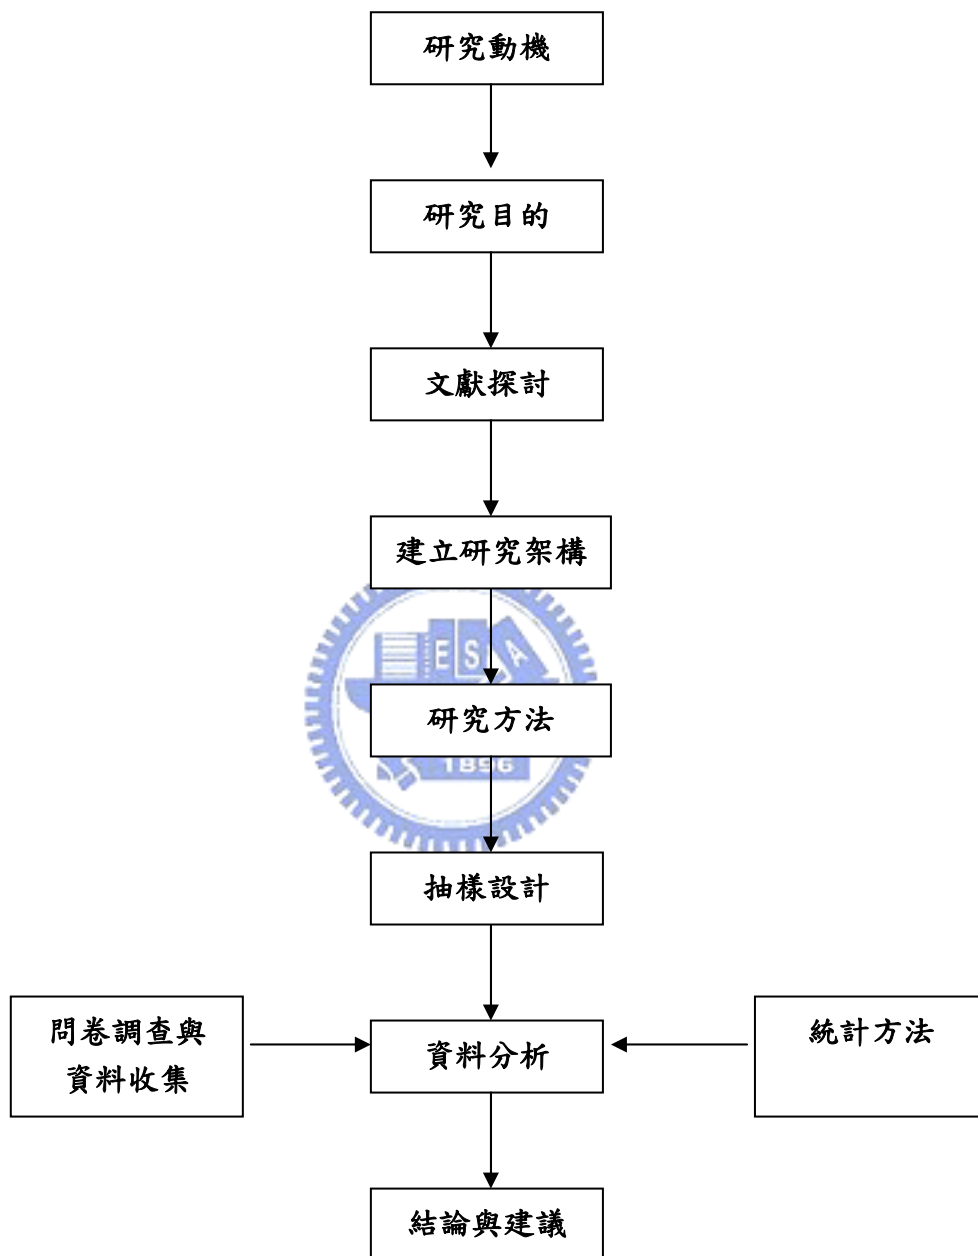 研究動機
研究目的
文獻探討
建立研究架構
ESA
研究方法
1896
抽樣設計
問卷調查與
資料收集
資料分析
統計方法
結論與建議